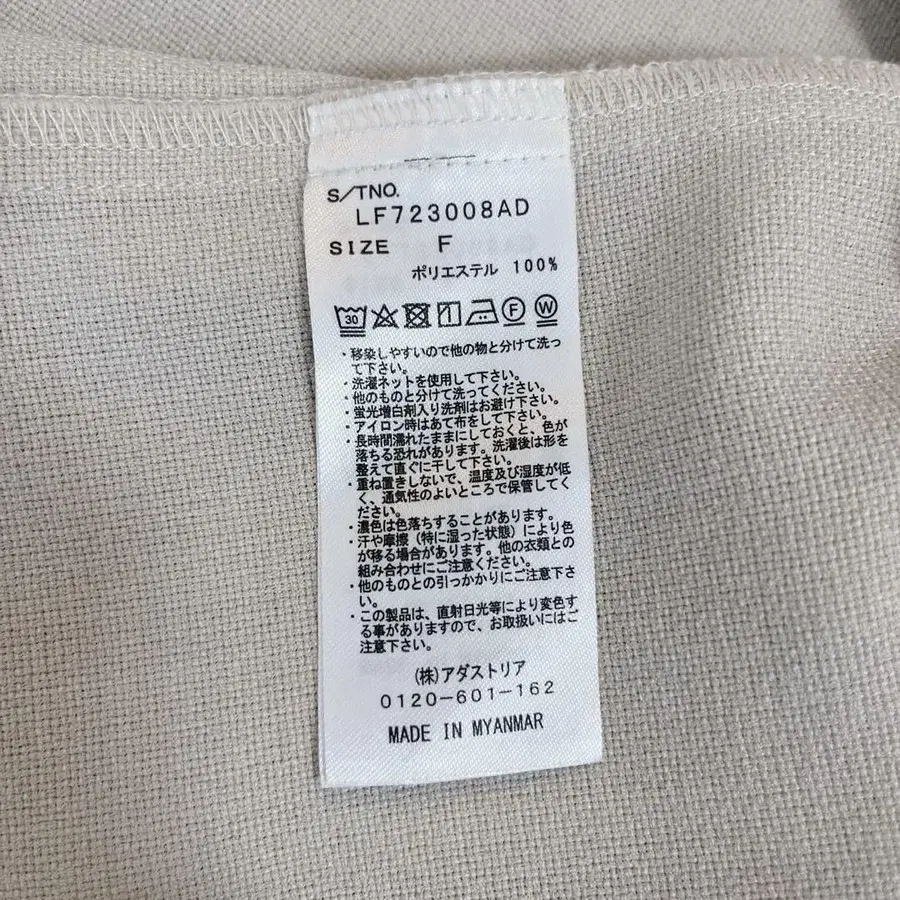 S/TNO.
LF723008AD
SIZE F
ポリエステル 100%
30 F W
・移染しやすいので他の物と分けて洗っ
て下さい。
・洗濯ネットを使用して下さい。
・他のものと分けて洗ってください。
・蛍光増白剤入り洗剤はお避け下さい。
・アイロン時はあて布をして下さい。
・長時間濡れたままにしておくと、色が
落ちる恐れがあります。洗濯後は形を
整えて直ぐに干して下さい。
・重ね置きしないで、温度及び湿度が低
く、通気性のよいところで保管してく
ださい。
・濃色は色落ちすることがあります。
・汗や摩擦（特に湿った状態）により色
が移る場合があります。他の衣類との
組み合わせにご注意ください。
・他のものとの引っかかりにご注意下さ
い。
・この製品は、直射日光等により変色す
る事がありますので、お取扱いにはご
注意下さい。
(株)アダストリア
0120-601-162
MADE IN MYANMAR